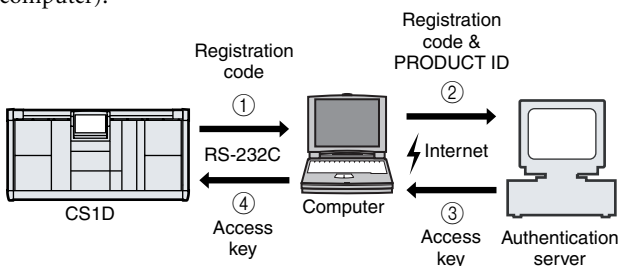 computer).
Registration
code
①
RS-232C
④
Access
key
CS1D
Computer
Registration
code &
PRODUCT ID
②
Internet
③
Access
key
Authentication
server